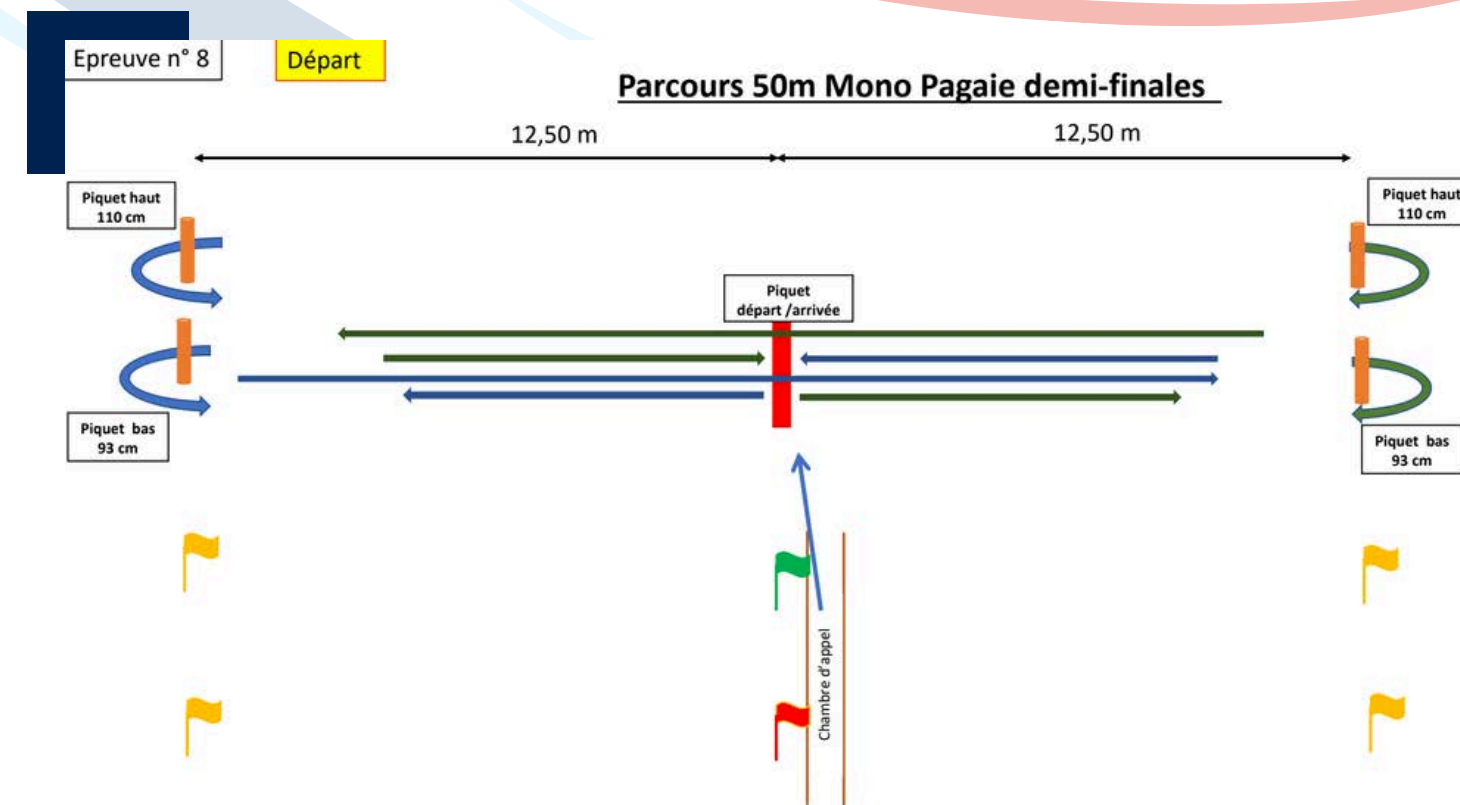 Epreuve n° 8
Départ
Parcours 50m Mono Pagaie demi-finales
12,50 m
12,50 m
Piquet haut
110 cm
Piquet haut
110 cm
Piquet
départ /arrivée
Piquet bas
93 cm
Piquet bas
93 cm
Chambre d'appel